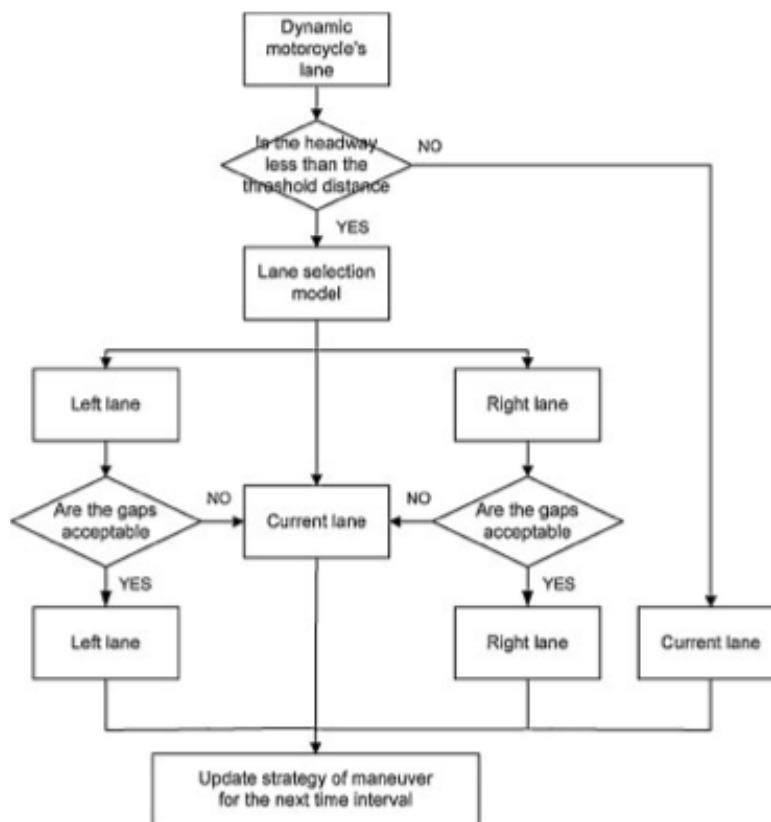 Dynamic
motorcycle's
lane
Is the headway
less than the
threshold distance
NO
YES
Lane selection
model
Left lane
Right lane
Are the gaps
acceptable
NO
Current lane
NO
Are the gaps
acceptable
YES
YES
Left lane
Right lane
Current lane
Update strategy of maneuver
for the next time interval